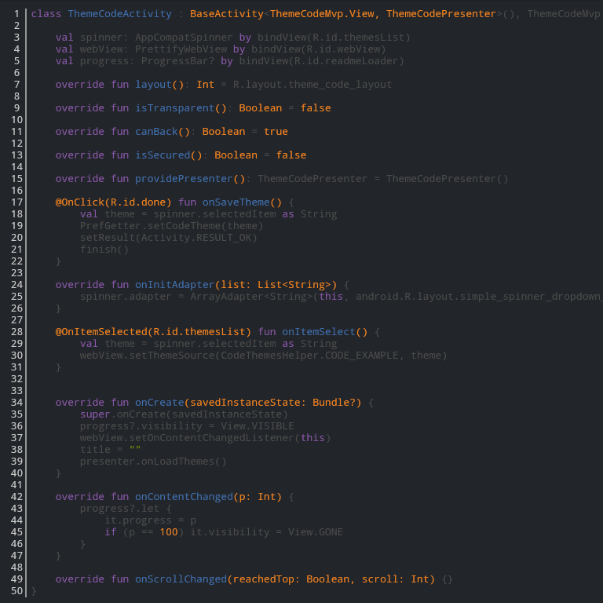 1 class ThemeCodeActivity : BaseActivity<ThemeCodeMvp.View, ThemeCodePresenter>(), ThemeCodeMvp
2
3 val spinner: AppCompatSpinner by bindView(R.id.themesList)
4 val webView: PrettifyWebView by bindView(R.id.webView)
5 val progress: ProgressBar? by bindView(R.id.readmeLoader)
6
7 override fun layout(): Int = R.layout.theme_code_layout
8
9 override fun isTransparent(): Boolean = false
10
11 override fun canBack(): Boolean = true
12
13 override fun isSecured(): Boolean = false
14
15 override fun providePresenter(): ThemeCodePresenter = ThemeCodePresenter()
16
17 @OnClick(R.id.done) fun onSaveTheme() {
18 val theme = spinner.selectedItem as String
19 PrefGetter.setCodeTheme(theme)
20 setResult(Activity.RESULT_OK)
21 finish()
22 }
23
24 override fun onInitAdapter(list: List<String>) {
25 spinner.adapter = ArrayAdapter<String>(this, android.R.layout.simple_spinner_dropdown_
26 }
27
28 @OnItemSelected(R.id.themesList) fun onItemSelect() {
29 val theme = spinner.selectedItem as String
30 webView.setThemeSource(CodeThemesHelper.CODE_EXAMPLE, theme)
31 }
32
33
34 override fun onCreate(savedInstanceState: Bundle?) {
35 super.onCreate(savedInstanceState)
36 progress?.visibility = View.VISIBLE
37 webView.setOnContentChangedListener(this)
38 title = ""
39 presenter.onLoadThemes()
40 }
41
42 override fun onContentChanged(p: Int) {
43 progress?.let {
44 it.progress = p
45 if (p == 100) it.visibility = View.GONE
46 }
47 }
48
49 override fun onScrollChanged(reachedTop: Boolean, scroll: Int) {}
50 }